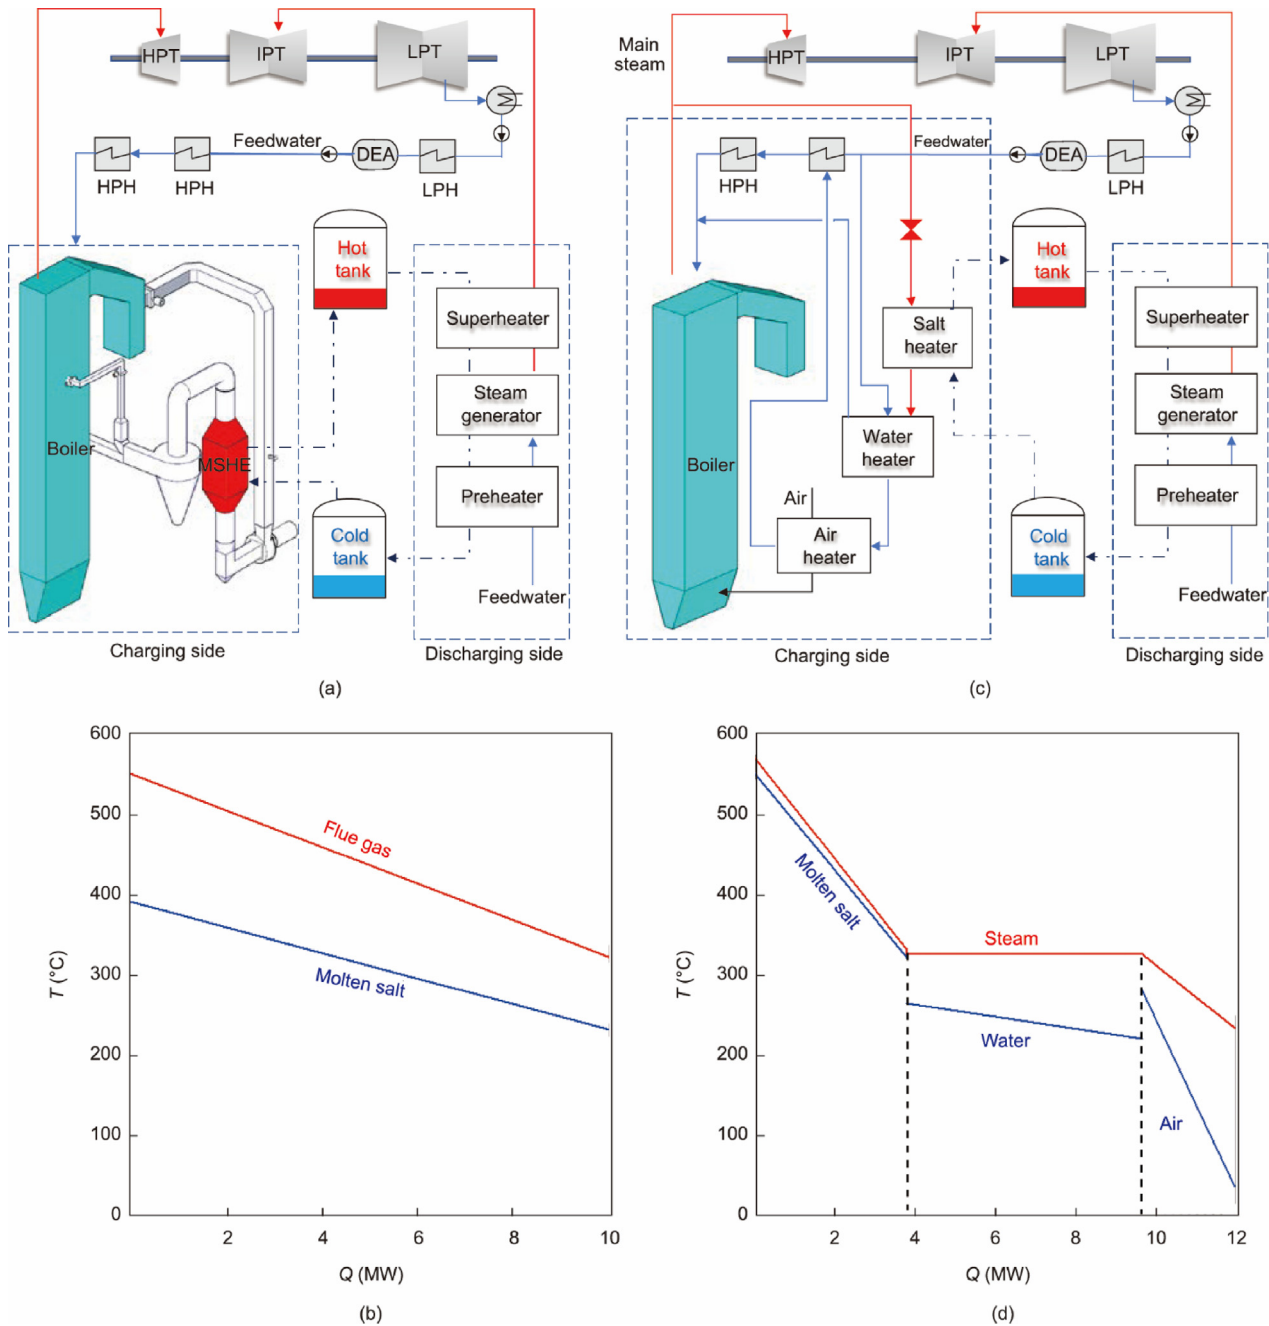 HPT
IPT
LPT
Feedwater
DEA
HPH
HPH
LPH
Hot
tank
Superheater
Steam
generator
Boiler
MSHE
Preheater
Cold
tank
Feedwater
Charging side
Discharging side
(a)
Main
steam
HPT
IPT
LPT
Feedwater
DEA
HPH
LPH
Hot
tank
Salt
heater
Superheater
Steam
generator
Water
heater
Boiler
Air
Preheater
Air
heater
Cold
tank
Feedwater
Charging side
Discharging side
(c)
600
500
400
300
200
100
0
T (°C)
Flue gas
Molten salt
2
4
6
8
10
Q (MW)
(b)
600
500
400
300
200
100
0
T (°C)
Molten salt
Steam
Water
Air
2
4
6
8
10
12
Q (MW)
(d)